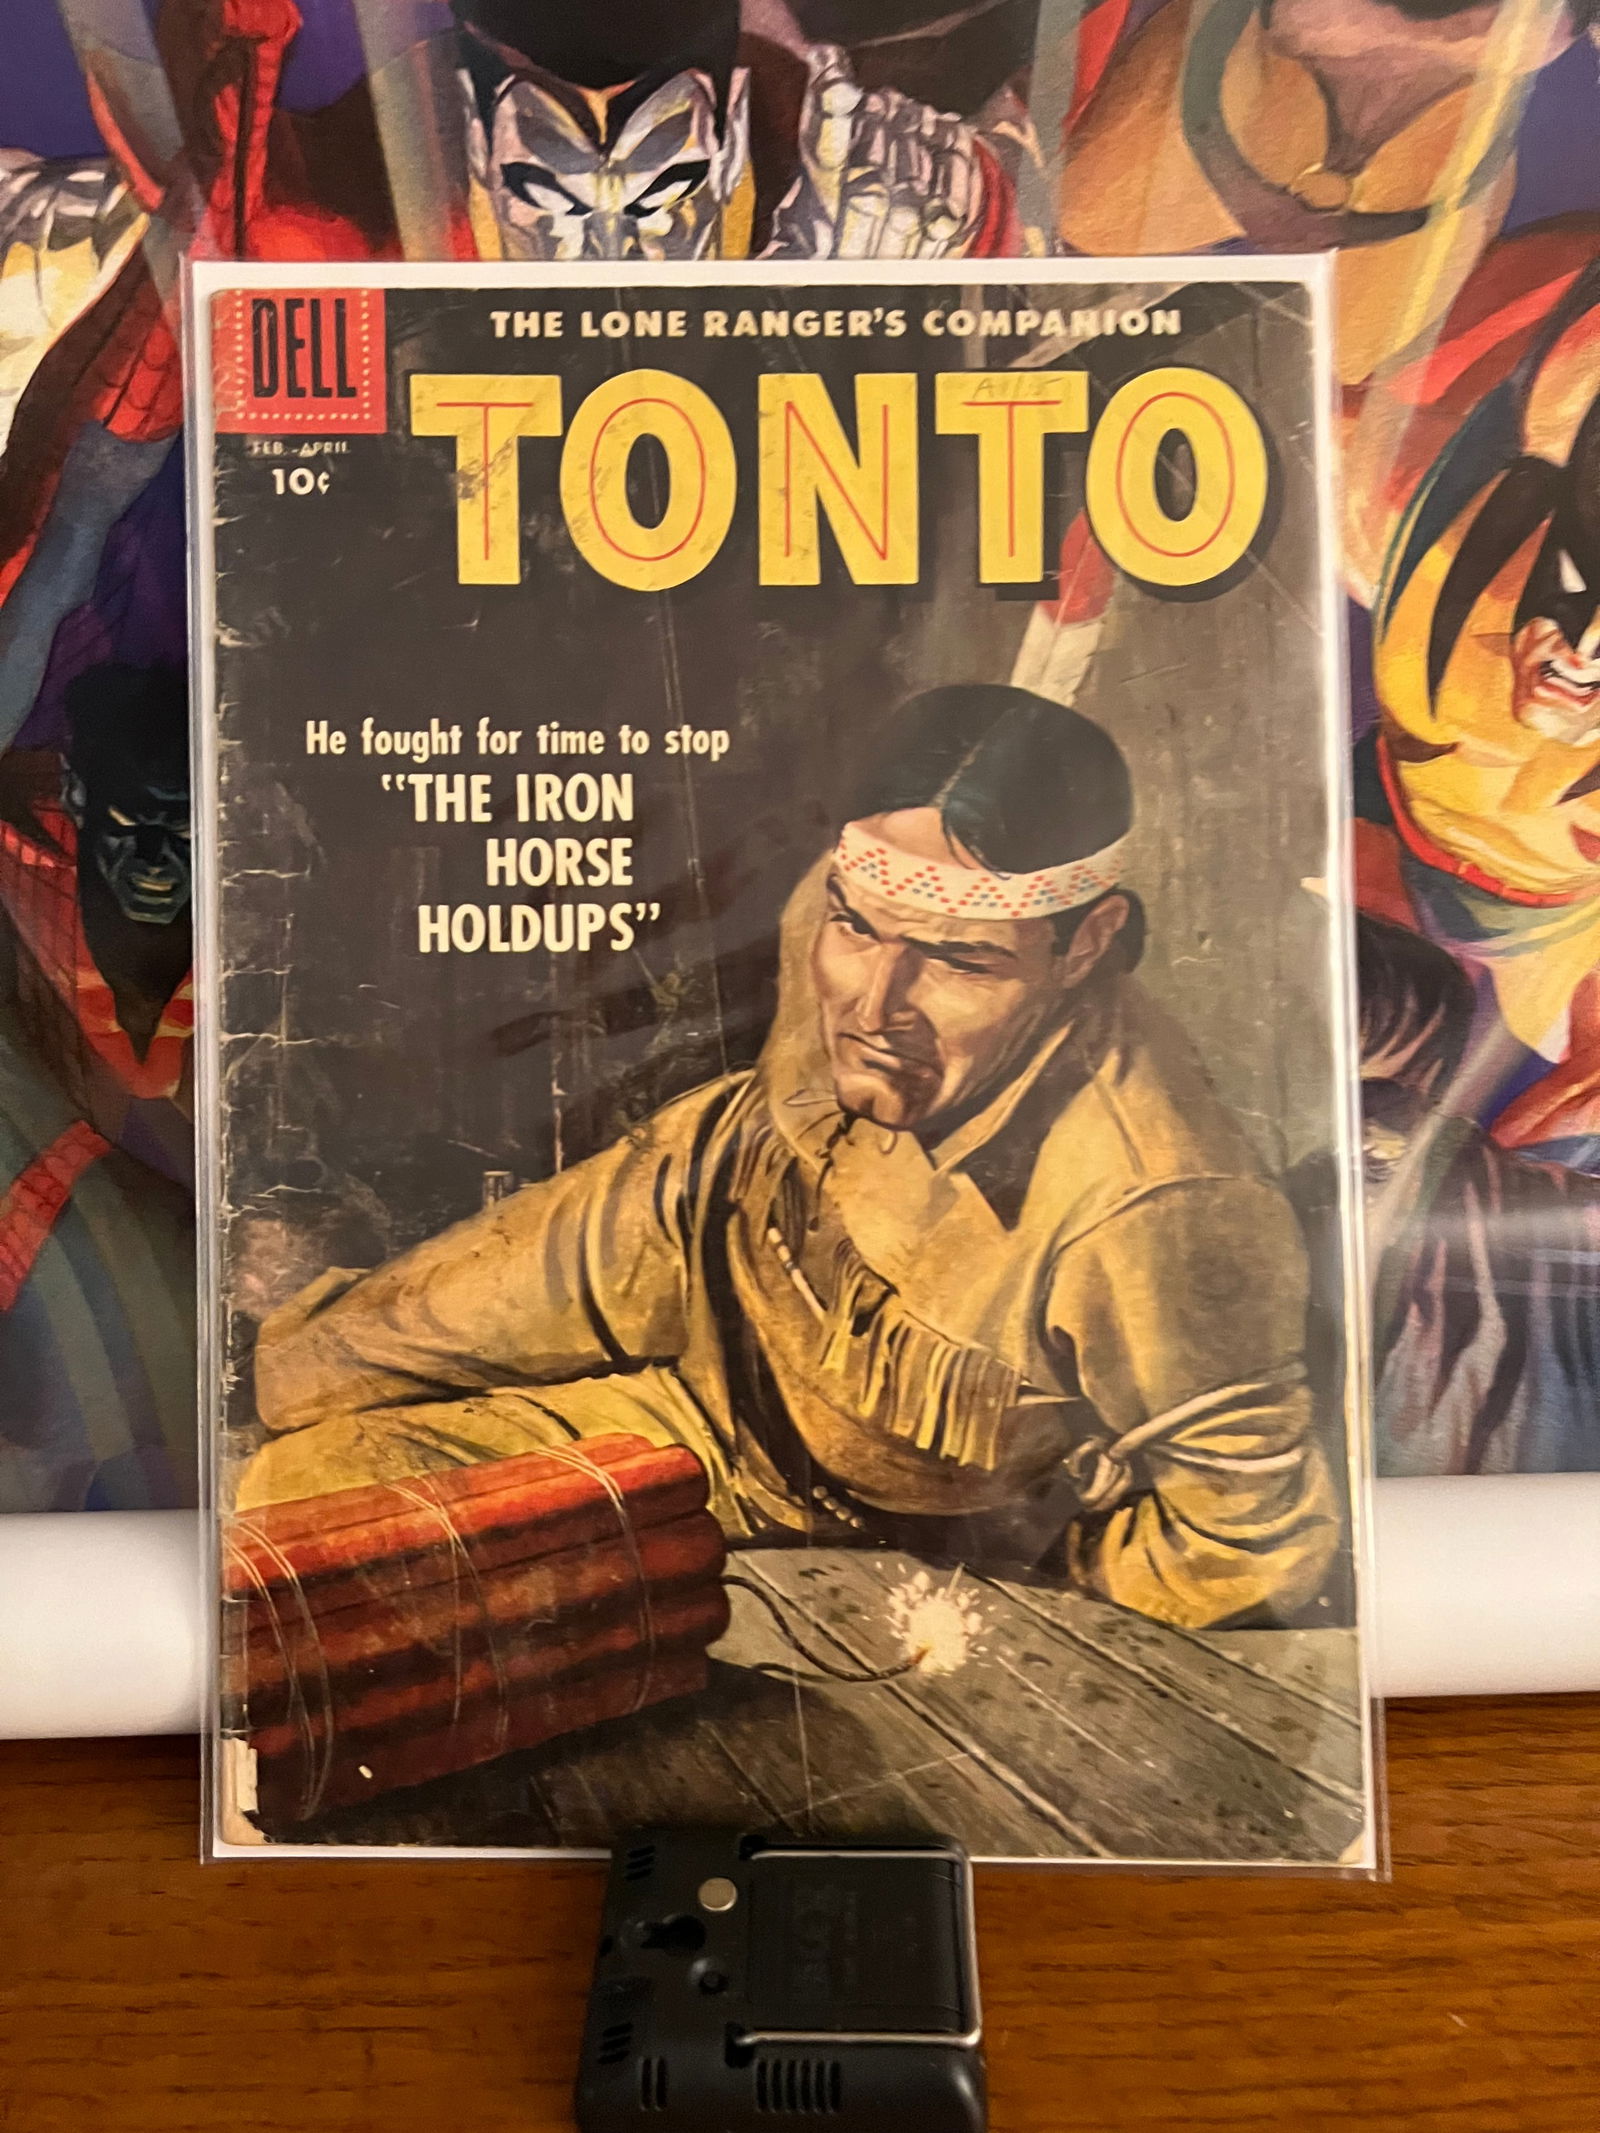 DELL
FEB.-APRIL
10¢
THE LONE RANGER'S COMPANION
TONTO
He fought for time to stop
"THE IRON
HORSE
HOLDUPS"